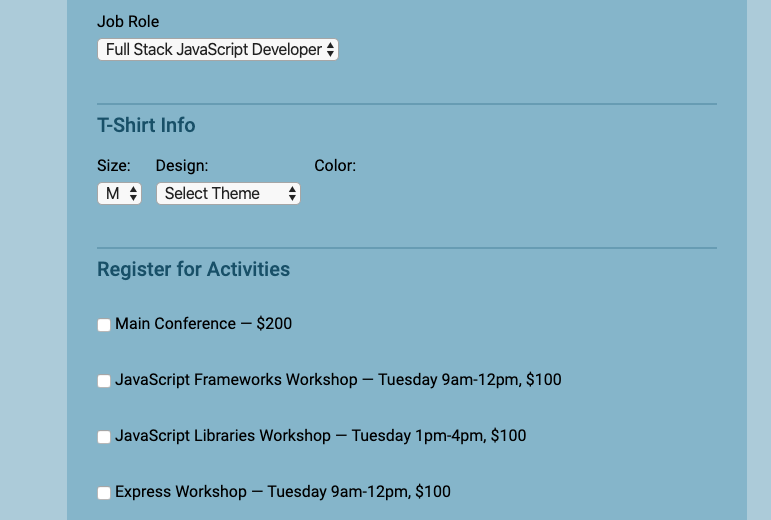 Job Role
Full Stack JavaScript Developer
T-Shirt Info
Size: Design: Color:
M Select Theme
Register for Activities
Main Conference — $200
JavaScript Frameworks Workshop — Tuesday 9am-12pm, $100
JavaScript Libraries Workshop — Tuesday 1pm-4pm, $100
Express Workshop — Tuesday 9am-12pm, $100